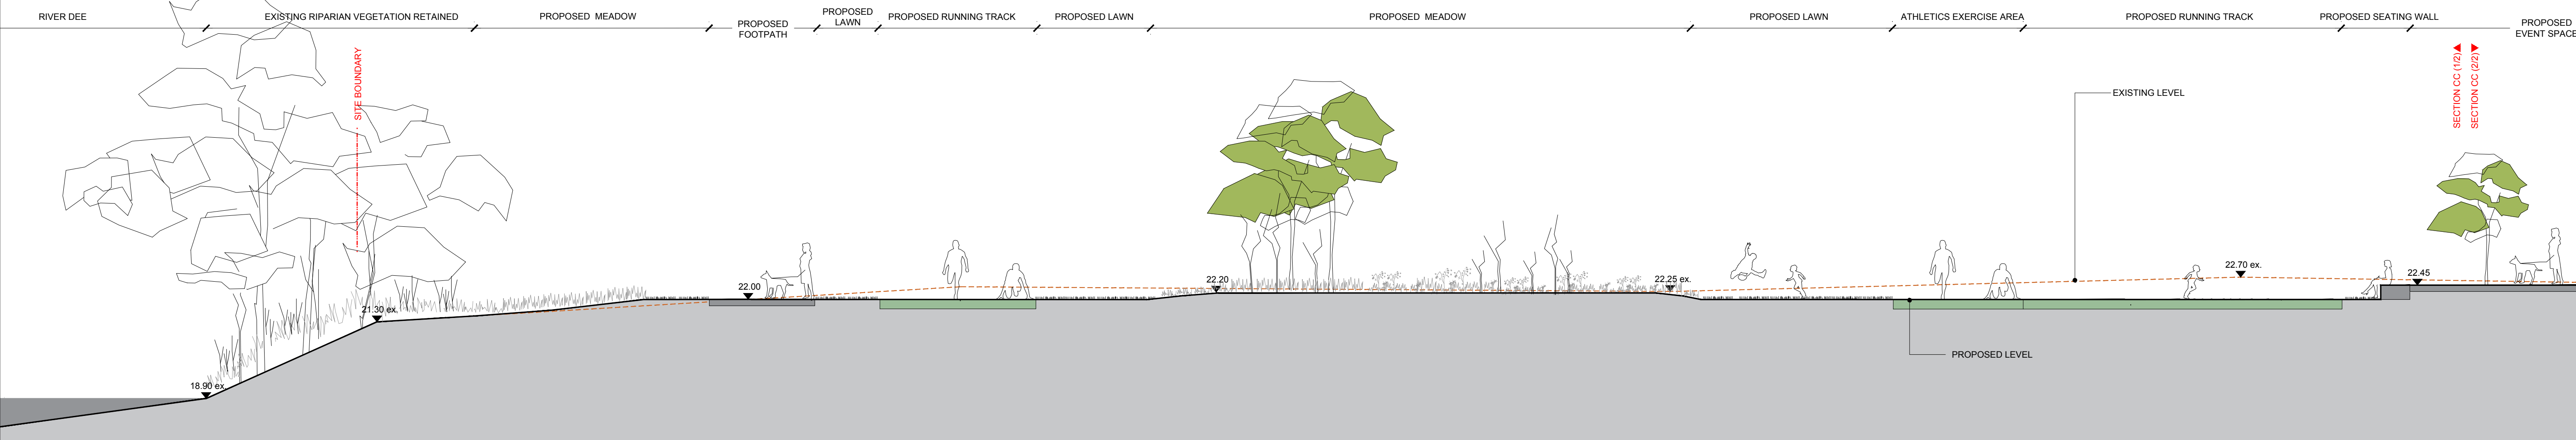 RIVER DEE
EXISTING RIPARIAN VEGETATION RETAINED
PROPOSED MEADOW
PROPOSED
FOOTPATH
PROPOSED
LAWN
PROPOSED RUNNING TRACK
PROPOSED LAWN
PROPOSED MEADOW
PROPOSED LAWN
ATHLETICS EXERCISE AREA
PROPOSED RUNNING TRACK
PROPOSED SEATING WALL
PROPOSED
EVENT SPACE
SITE BOUNDARY
SECTION CC (1/2)
SECTION CC (2/2)
EXISTING LEVEL
22.00
22.20
22.25 ex.
22.70 ex.
22.45
21.30 ex.
PROPOSED LEVEL
18.90 ex.